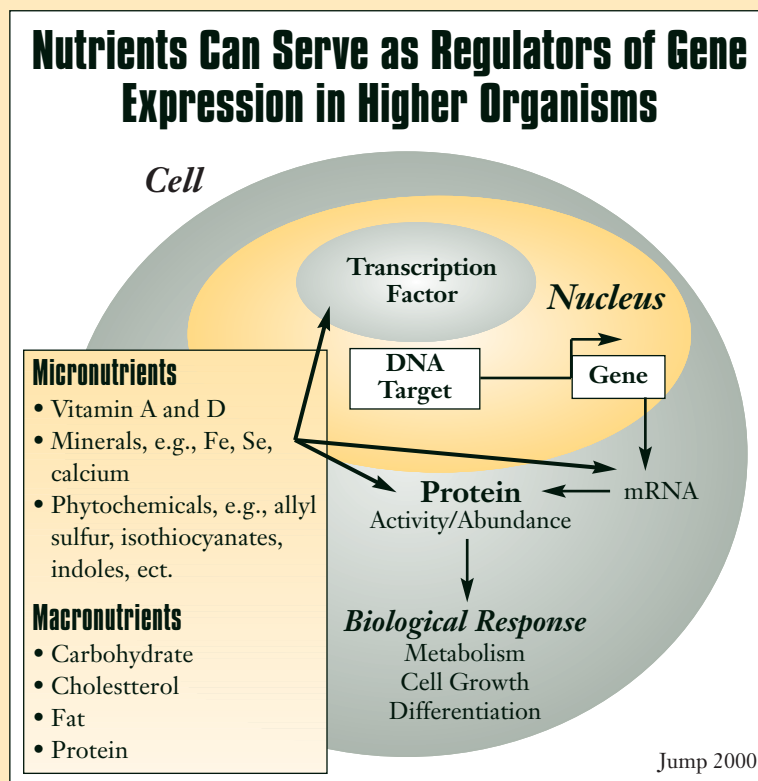 Nutrients Can Serve as Regulators of Gene
Expression in Higher Organisms
Cell
Transcription
Factor
Nucleus
DNA
Target
Gene
Micronutrients
• Vitamin A and D
• Minerals, e.g., Fe, Se,
calcium
• Phytochemicals, e.g., allyl
sulfur, isothiocyanates,
indoles, ect.
Macronutrients
• Carbohydrate
• Cholestterol
• Fat
• Protein
mRNA
Protein
Activity/Abundance
Biological Response
Metabolism
Cell Growth
Differentiation
Jump 2000